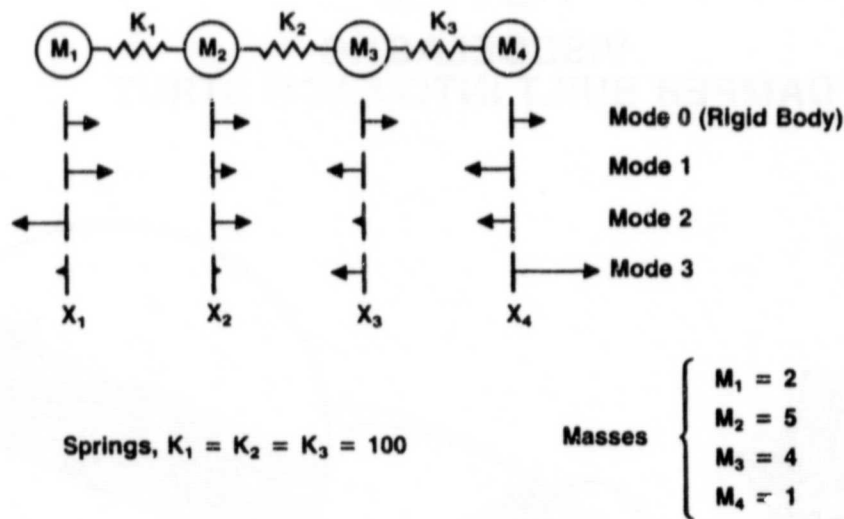 K₁ K₂ K₃
M₁ M₂ M₃ M₄
Mode 0 (Rigid Body)
Mode 1
Mode 2
Mode 3
X₁ X₂ X₃ X₄
M₁ = 2
M₂ = 5
Springs, K₁ = K₂ = K₃ = 100 Masses
M₃ = 4
M₄ = 1